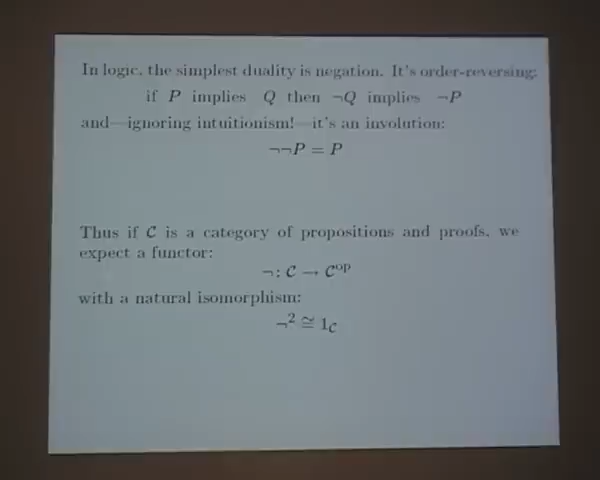 In logic, the simplest duality is negation. It's order-reversing:
if P implies Q then ¬Q implies ¬P
and—ignoring intuitionism!—it's an involution:
¬¬P = P
Thus if 𝒞 is a category of propositions and proofs, we
expect a functor:
¬: 𝒞 → 𝒞ᵒᵖ
with a natural isomorphism:
¬² ≅ 1_𝒞